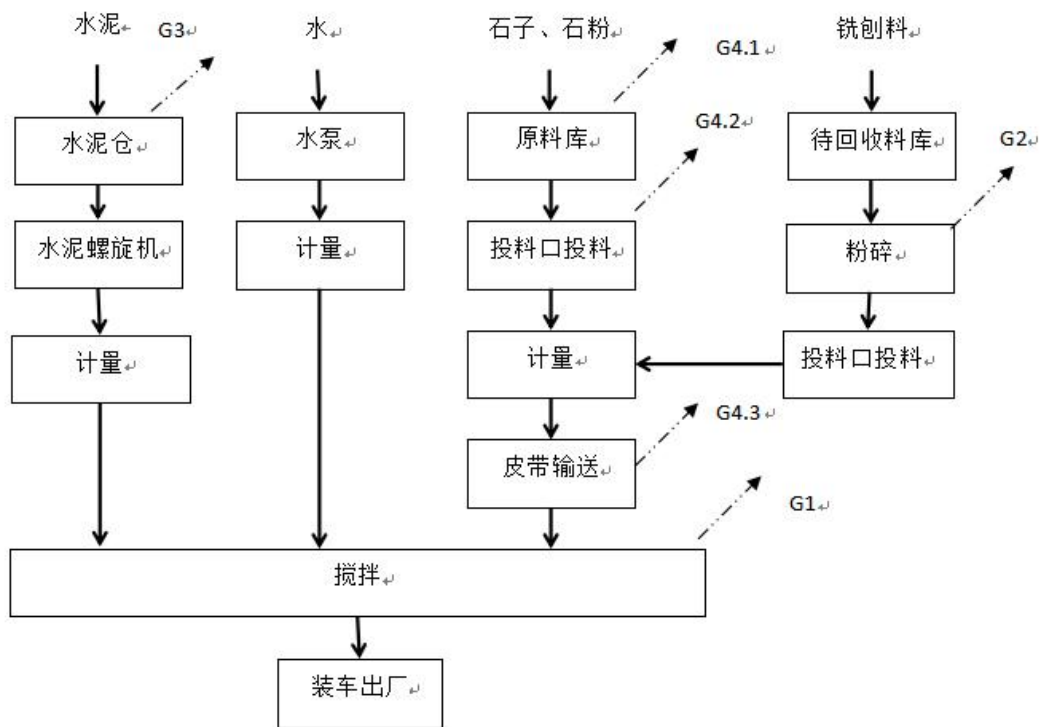 水泥
G3
水
石子、石粉
G4.1
铣刨料
水泥仓
水泵
原料库
G4.2
待回收料库
G2
水泥螺旋机
计量
投料口投料
粉碎
计量
计量
投料口投料
皮带输送
G4.3
G1
搅拌
装车出厂